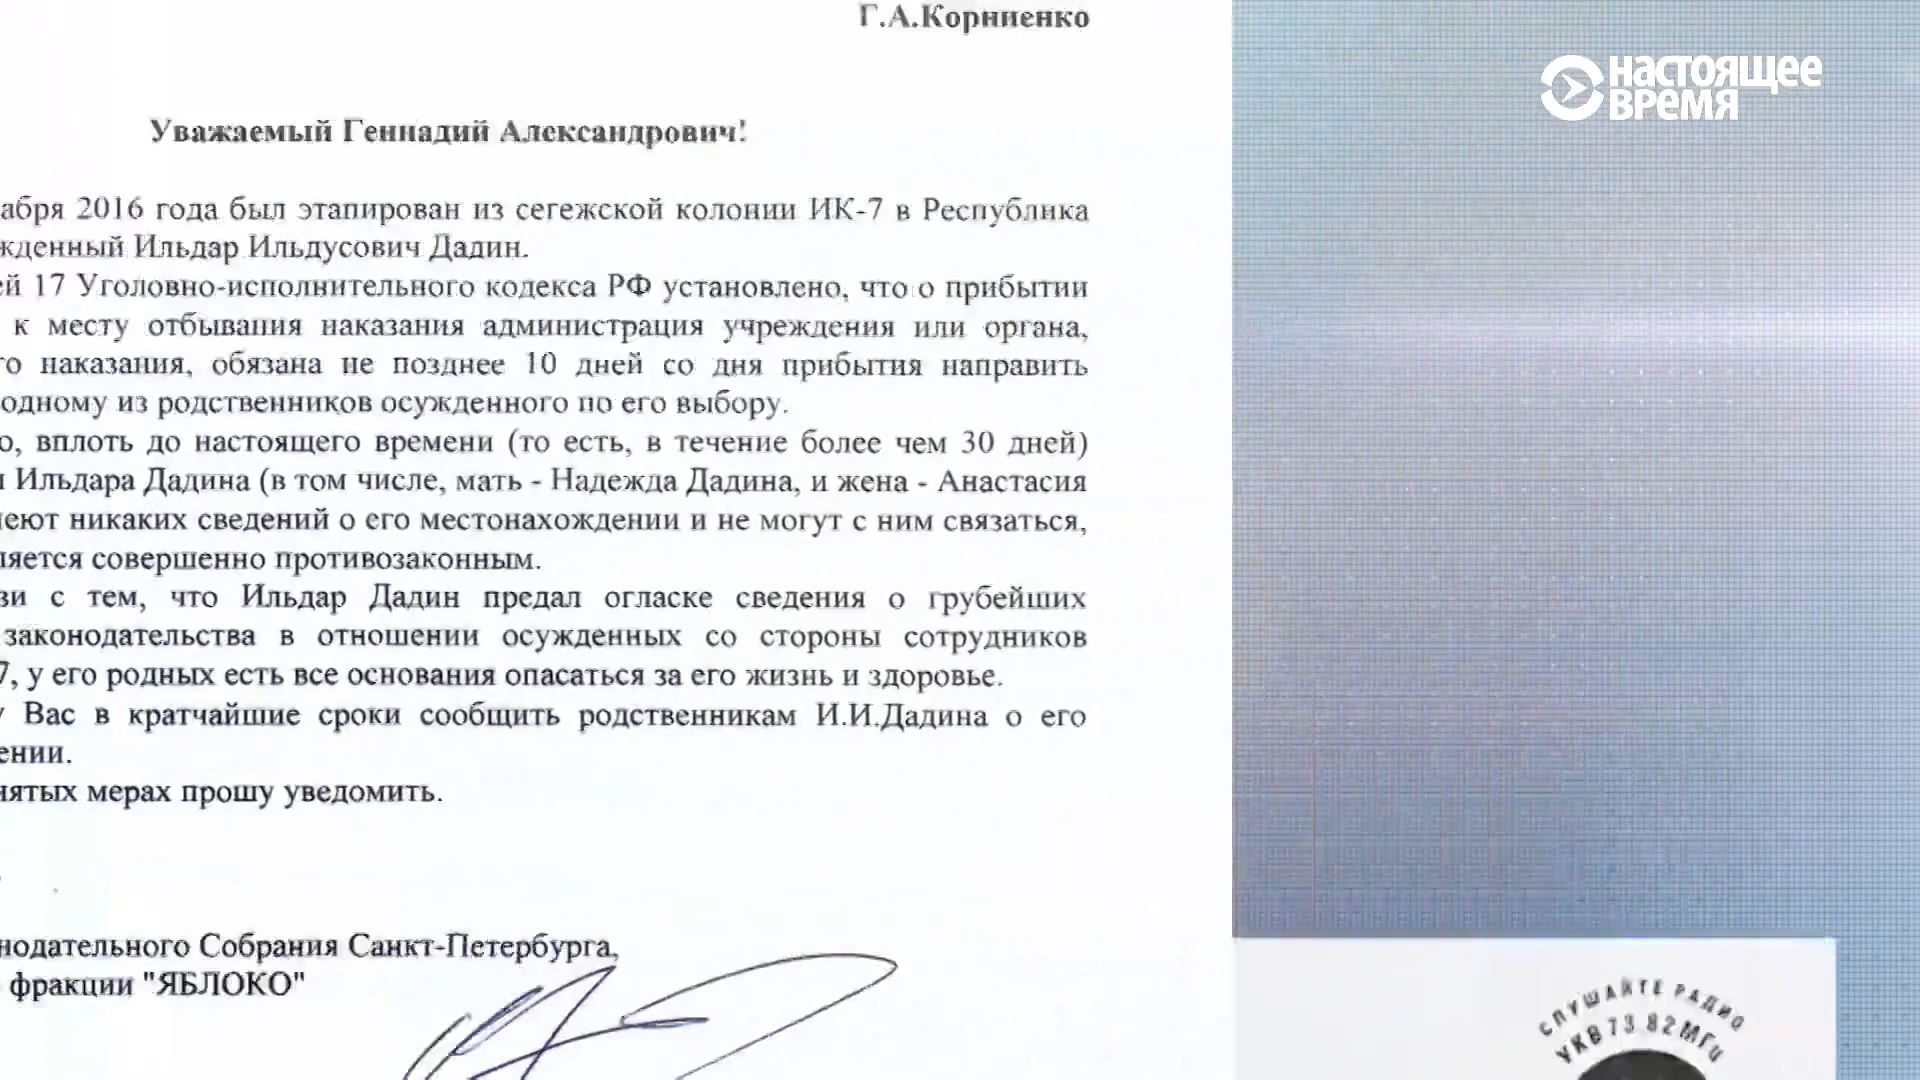 Г.А.Корниенко
настоящее
время
Уважаемый Геннадий Александрович!
абря 2016 года был этапирован из сегежской колонии ИК-7 в Республика
жденный Ильдар Ильдусович Дадин.
ей 17 Уголовно-исполнительного кодекса РФ установлено, что о прибытии
к месту отбывания наказания администрация учреждения или органа,
го наказания, обязана не позднее 10 дней со дня прибытия направить
одному из родственников осужденного по его выбору.
о, вплоть до настоящего времени (то есть, в течение более чем 30 дней)
и Ильдара Дадина (в том числе, мать - Надежда Дадина, и жена - Анастасия
меют никаких сведений о его местонахождении и не могут с ним связаться,
ляется совершенно противозаконным.
зи с тем, что Ильдар Дадин предал огласке сведения о грубейших
законодательства в отношении осужденных со стороны сотрудников
7, у его родных есть все основания опасаться за его жизнь и здоровье.
у Вас в кратчайшие сроки сообщить родственникам И.И.Дадина о его
ении.
нятых мерах прошу уведомить.
нодательного Собрания Санкт-Петербурга,
фракции "ЯБЛОКО"
СЛУШАЙТЕ РАДИО
УКВ 73.82 МГц